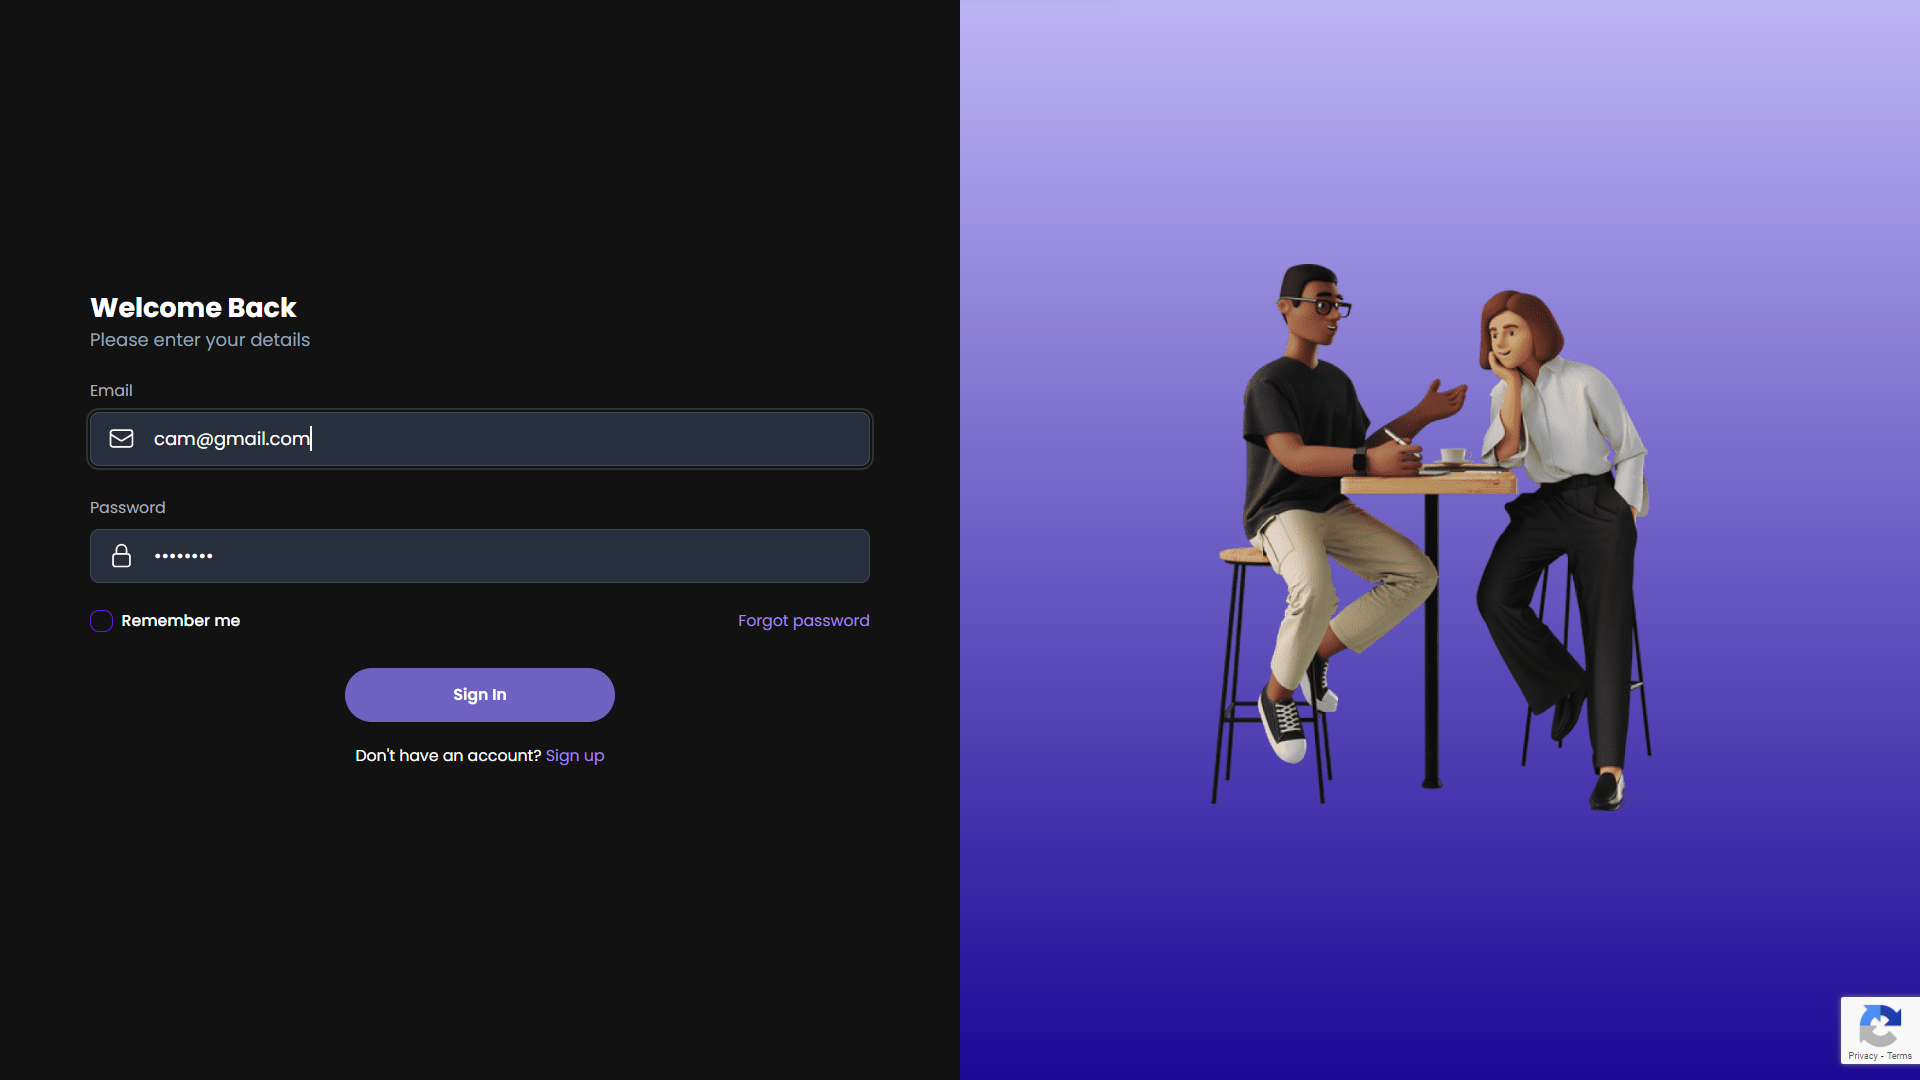 Welcome Back
Please enter your details
Email
cam@gmail.com
Password
••••••••
Remember me
Forgot password
Sign In
Don't have an account? Sign up
Privacy - Terms